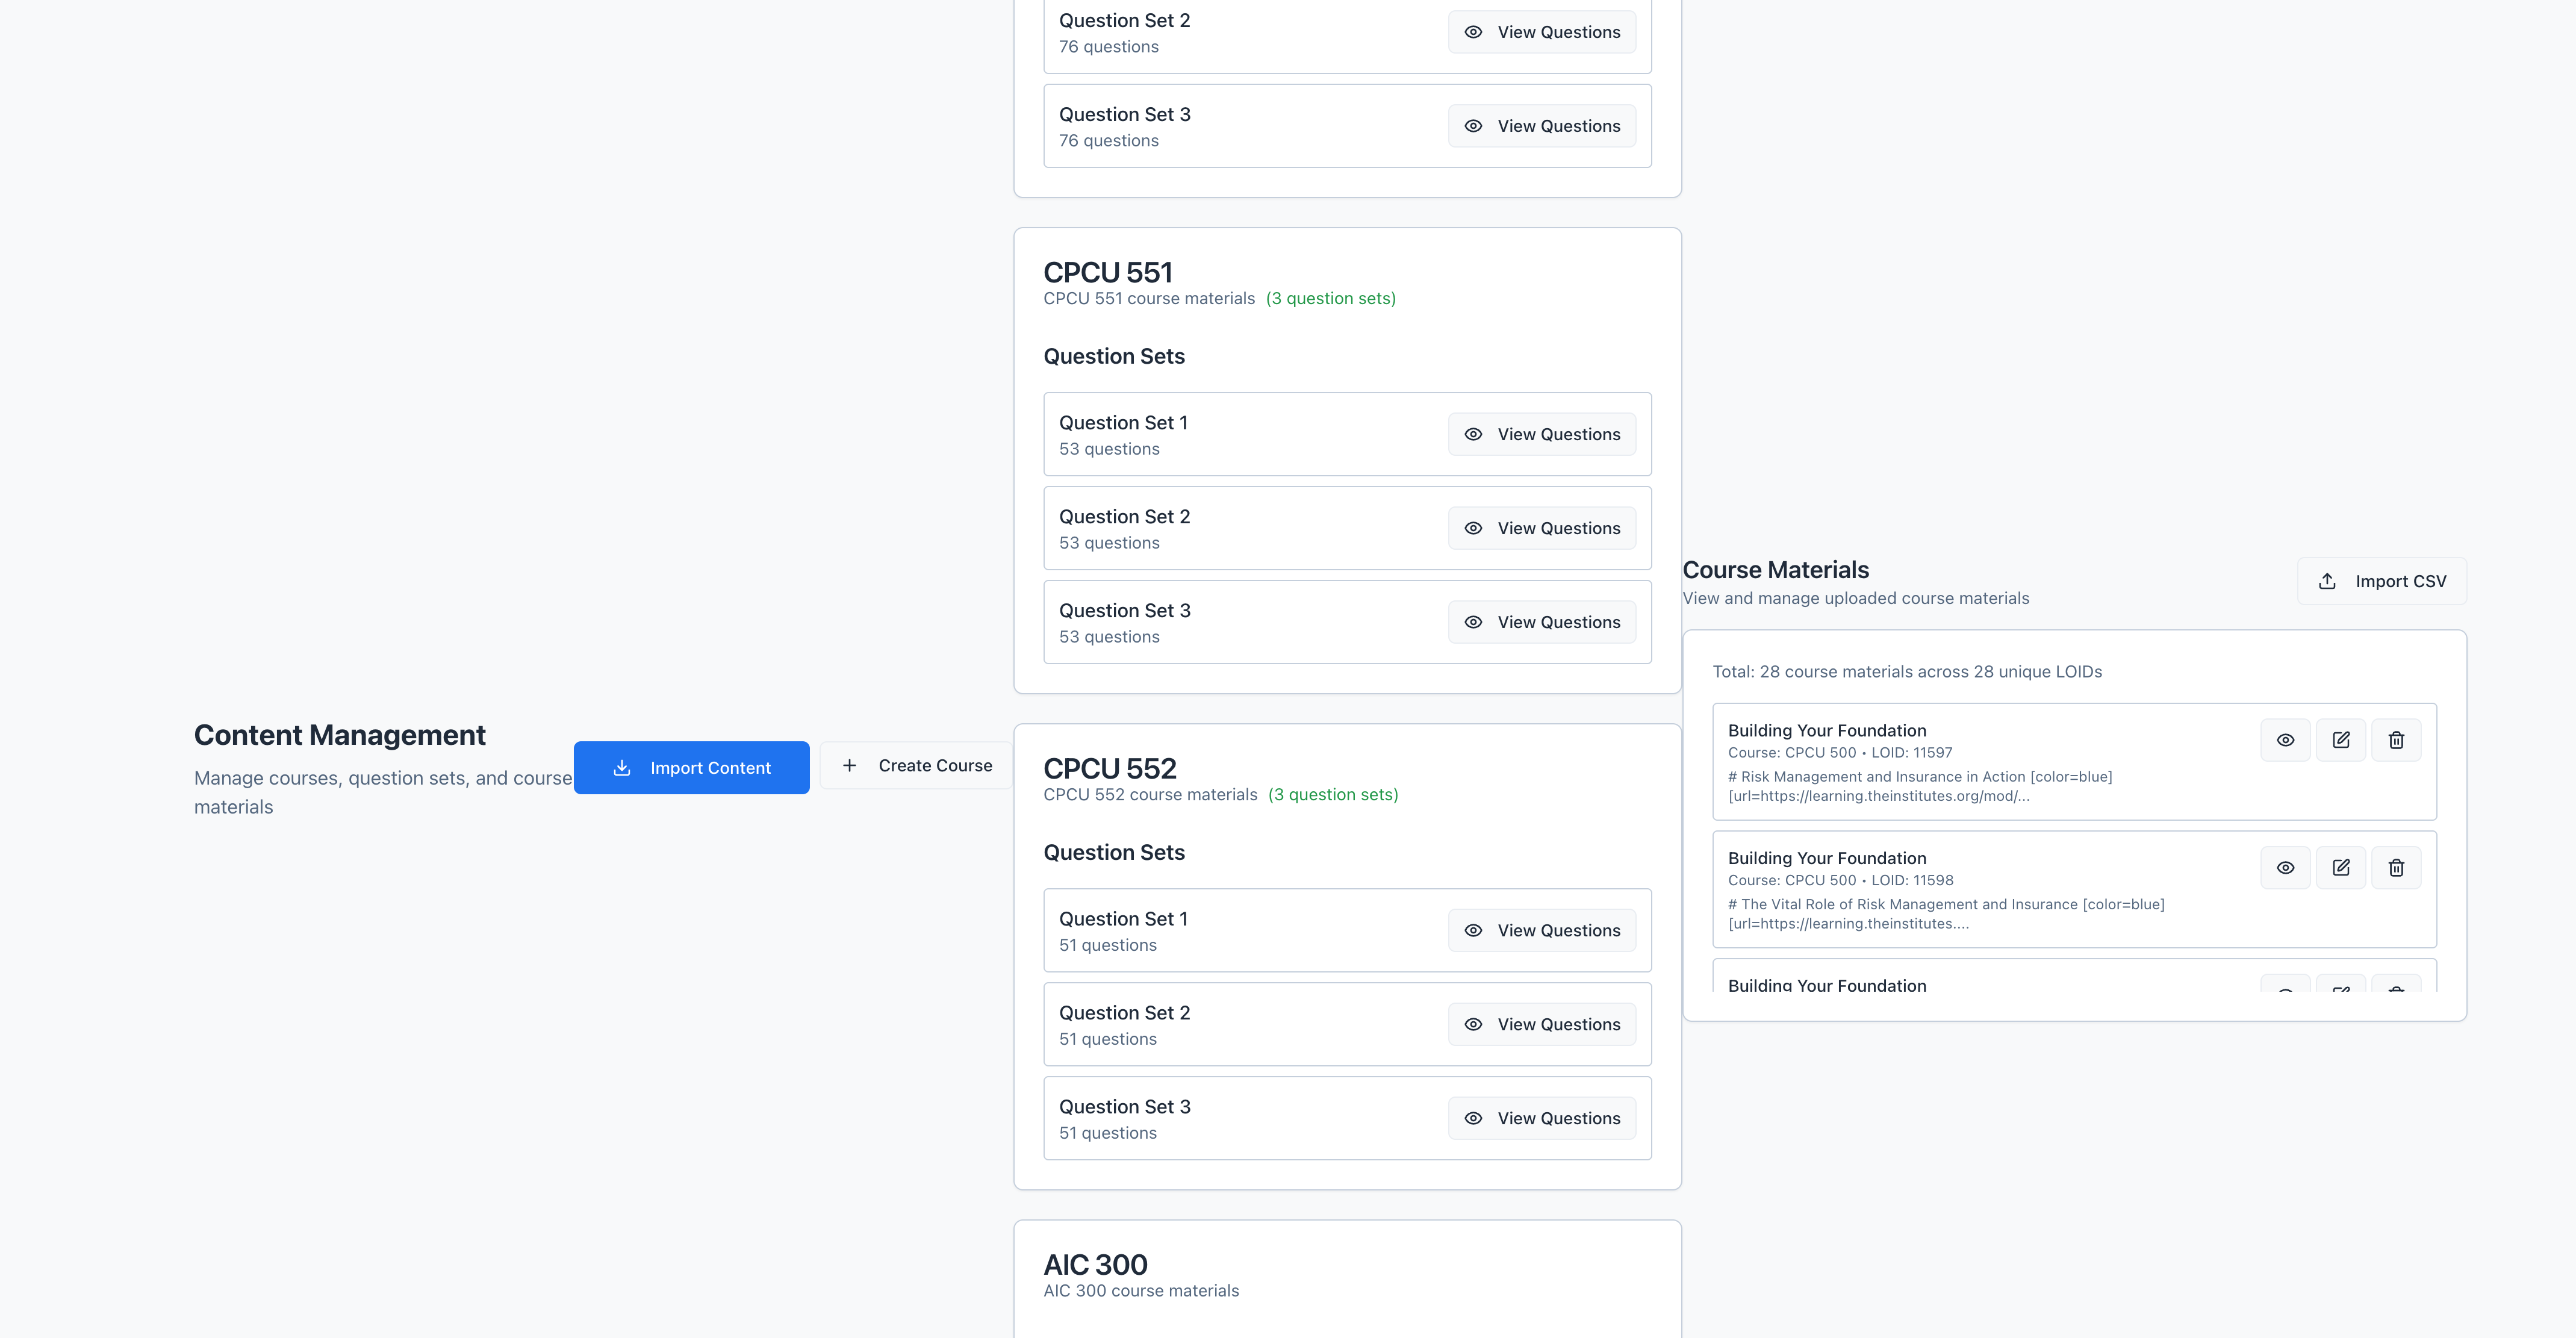 Content Management
Manage courses, question sets, and course
materials
Import Content
Create Course
Question Set 2
76 questions
View Questions
Question Set 3
76 questions
View Questions
CPCU 551
CPCU 551 course materials (3 question sets)
Question Sets
Question Set 1
53 questions
View Questions
Question Set 2
53 questions
View Questions
Question Set 3
53 questions
View Questions
CPCU 552
CPCU 552 course materials (3 question sets)
Question Sets
Question Set 1
51 questions
View Questions
Question Set 2
51 questions
View Questions
Question Set 3
51 questions
View Questions
AIC 300
AIC 300 course materials
Course Materials
View and manage uploaded course materials
Import CSV
Total: 28 course materials across 28 unique LOIDs
Building Your Foundation
Course: CPCU 500 • LOID: 11597
# Risk Management and Insurance in Action [color=blue]
[url=https://learning.theinstitutes.org/mod/...
Building Your Foundation
Course: CPCU 500 • LOID: 11598
# The Vital Role of Risk Management and Insurance [color=blue]
[url=https://learning.theinstitutes....
Building Your Foundation